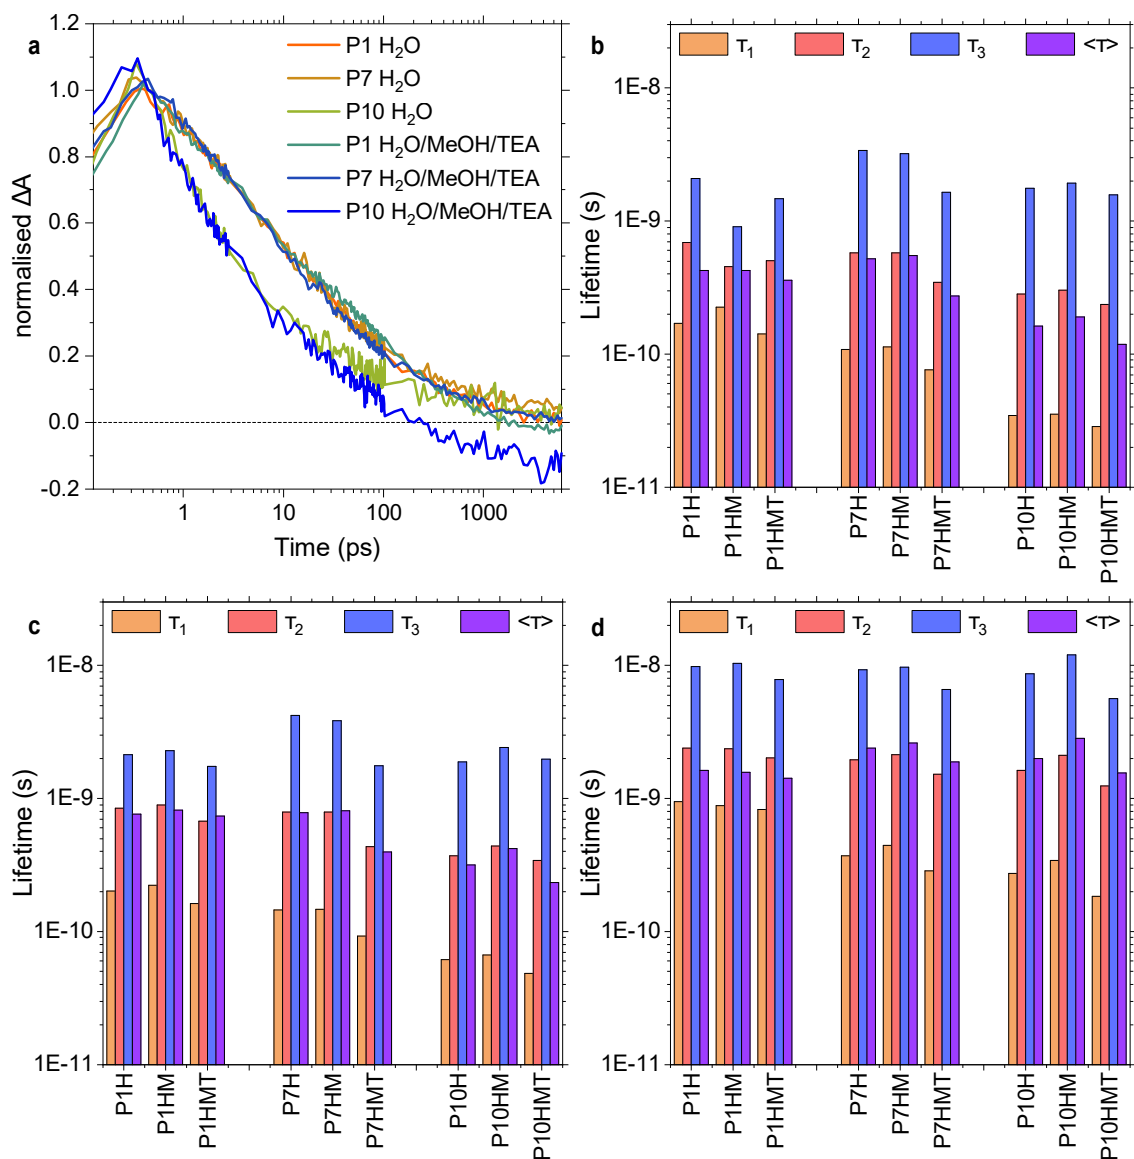 a
1.2
1.0
0.8
0.6
0.4
0.2
0.0
-0.2
normalised ΔA
1
10
100
1000
Time (ps)
P1 H₂O
P7 H₂O
P10 H₂O
P1 H₂O/MeOH/TEA
P7 H₂O/MeOH/TEA
P10 H₂O/MeOH/TEA
b
τ₁
τ₂
τ₃
<τ>
1E-8
1E-9
1E-10
1E-11
Lifetime (s)
P1H
P1HM
P1HMT
P7H
P7HM
P7HMT
P10H
P10HM
P10HMT
c
τ₁
τ₂
τ₃
<τ>
1E-8
1E-9
1E-10
1E-11
Lifetime (s)
P1H
P1HM
P1HMT
P7H
P7HM
P7HMT
P10H
P10HM
P10HMT
d
τ₁
τ₂
τ₃
<τ>
1E-8
1E-9
1E-10
1E-11
Lifetime (s)
P1H
P1HM
P1HMT
P7H
P7HM
P7HMT
P10H
P10HM
P10HMT